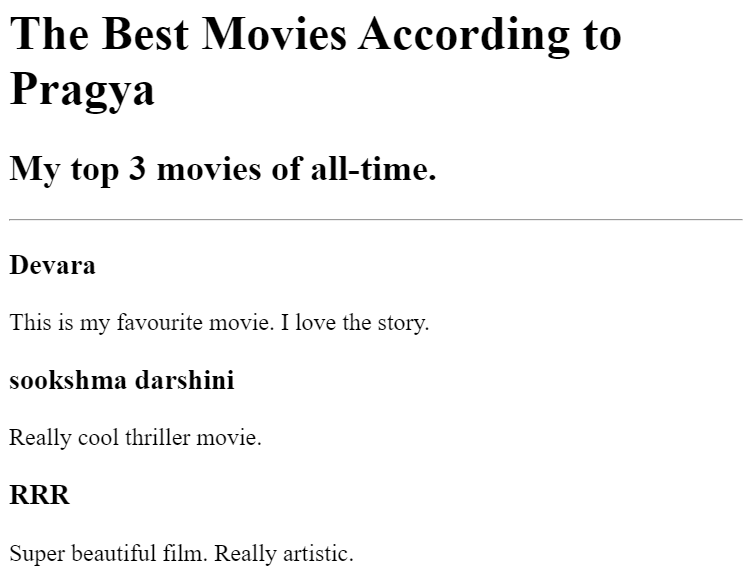 The Best Movies According to
Pragya
My top 3 movies of all-time.
Devara
This is my favourite movie. I love the story.
sookshma darshini
Really cool thriller movie.
RRR
Super beautiful film. Really artistic.